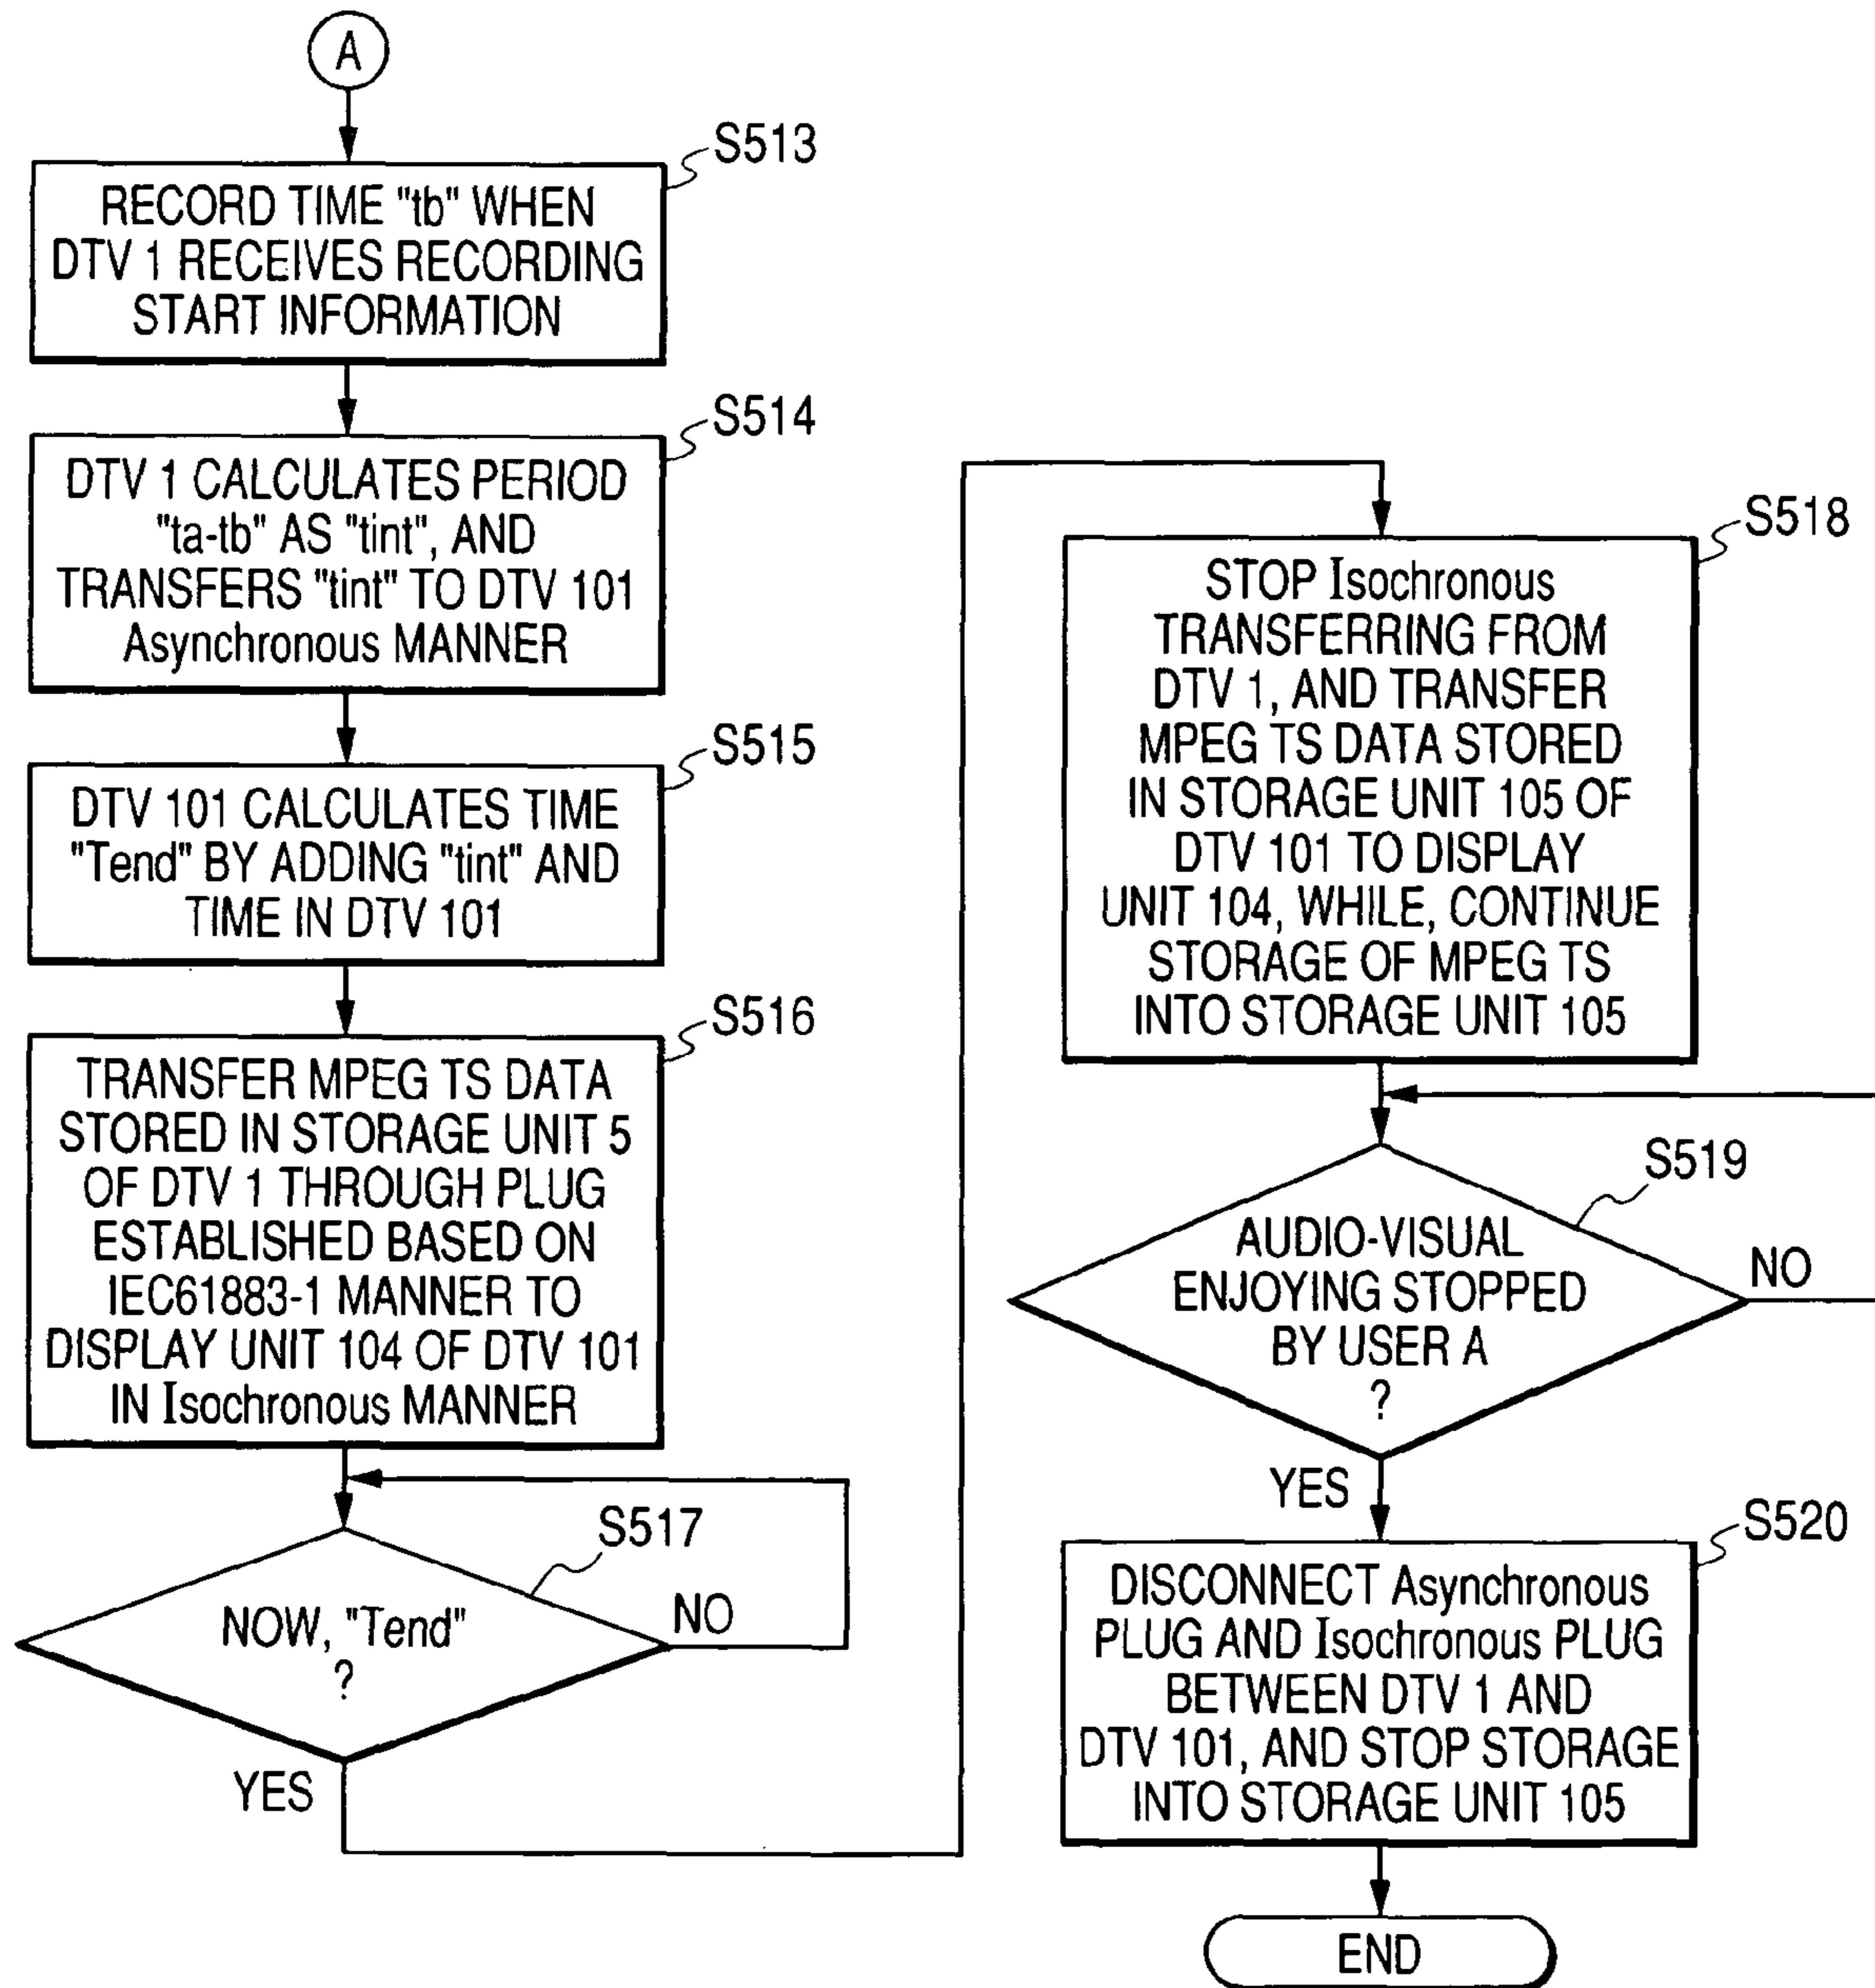 A
S513
RECORD TIME "tb" WHEN
DTV 1 RECEIVES RECORDING
START INFORMATION
S514
DTV 1 CALCULATES PERIOD
"ta-tb" AS "tint", AND
TRANSFERS "tint" TO DTV 101
Asynchronous MANNER
S515
DTV 101 CALCULATES TIME
"Tend" BY ADDING "tint" AND
TIME IN DTV 101
S516
TRANSFER MPEG TS DATA
STORED IN STORAGE UNIT 5
OF DTV 1 THROUGH PLUG
ESTABLISHED BASED ON
IEC61883-1 MANNER TO
DISPLAY UNIT 104 OF DTV 101
IN Isochronous MANNER
S517
NOW, "Tend"
?
NO
YES
S518
STOP Isochronous
TRANSFERRING FROM
DTV 1, AND TRANSFER
MPEG TS DATA STORED
IN STORAGE UNIT 105 OF
DTV 101 TO DISPLAY
UNIT 104, WHILE, CONTINUE
STORAGE OF MPEG TS
INTO STORAGE UNIT 105
S519
AUDIO-VISUAL
ENJOYING STOPPED
BY USER A
?
NO
YES
S520
DISCONNECT Asynchronous
PLUG AND Isochronous PLUG
BETWEEN DTV 1 AND
DTV 101, AND STOP STORAGE
INTO STORAGE UNIT 105
END